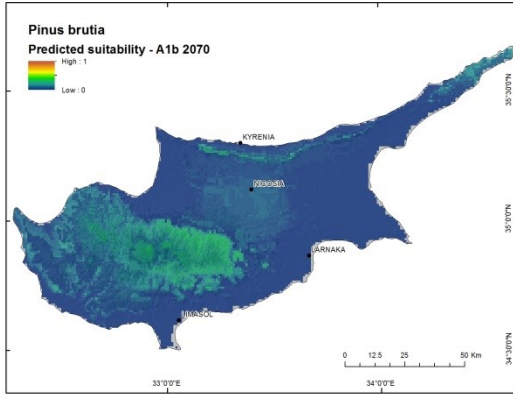 Pinus brutia
Predicted suitability - A1b 2070
High : 1
Low : 0
KYRENIA
NICOSIA
LARNAKA
LIMASOL
35°30'0"N
35°0'0"N
34°30'0"N
0 12.5 25 50 Km
33°0'0"E
34°0'0"E